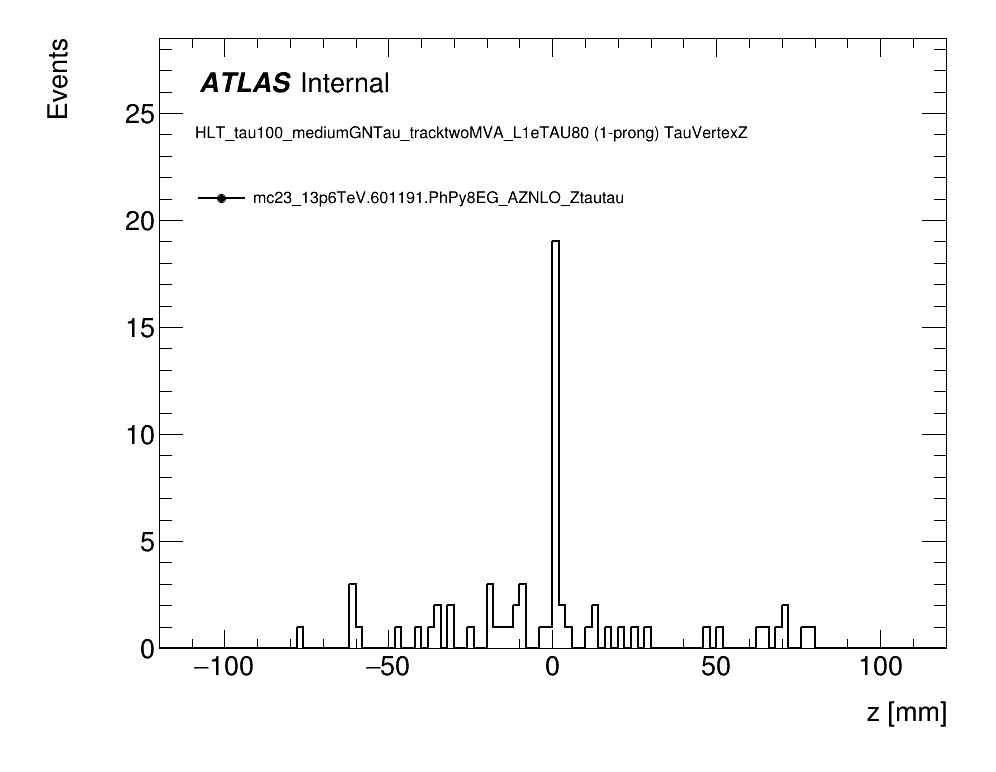 Events
ATLAS Internal
HLT_tau100_mediumGNTau_tracktwoMVA_L1eTAU80 (1-prong) TauVertexZ
mc23_13p6TeV.601191.PhPy8EG_AZNLO_Ztautau
25
20
15
10
5
0
−100 −50 0 50 100
z [mm]